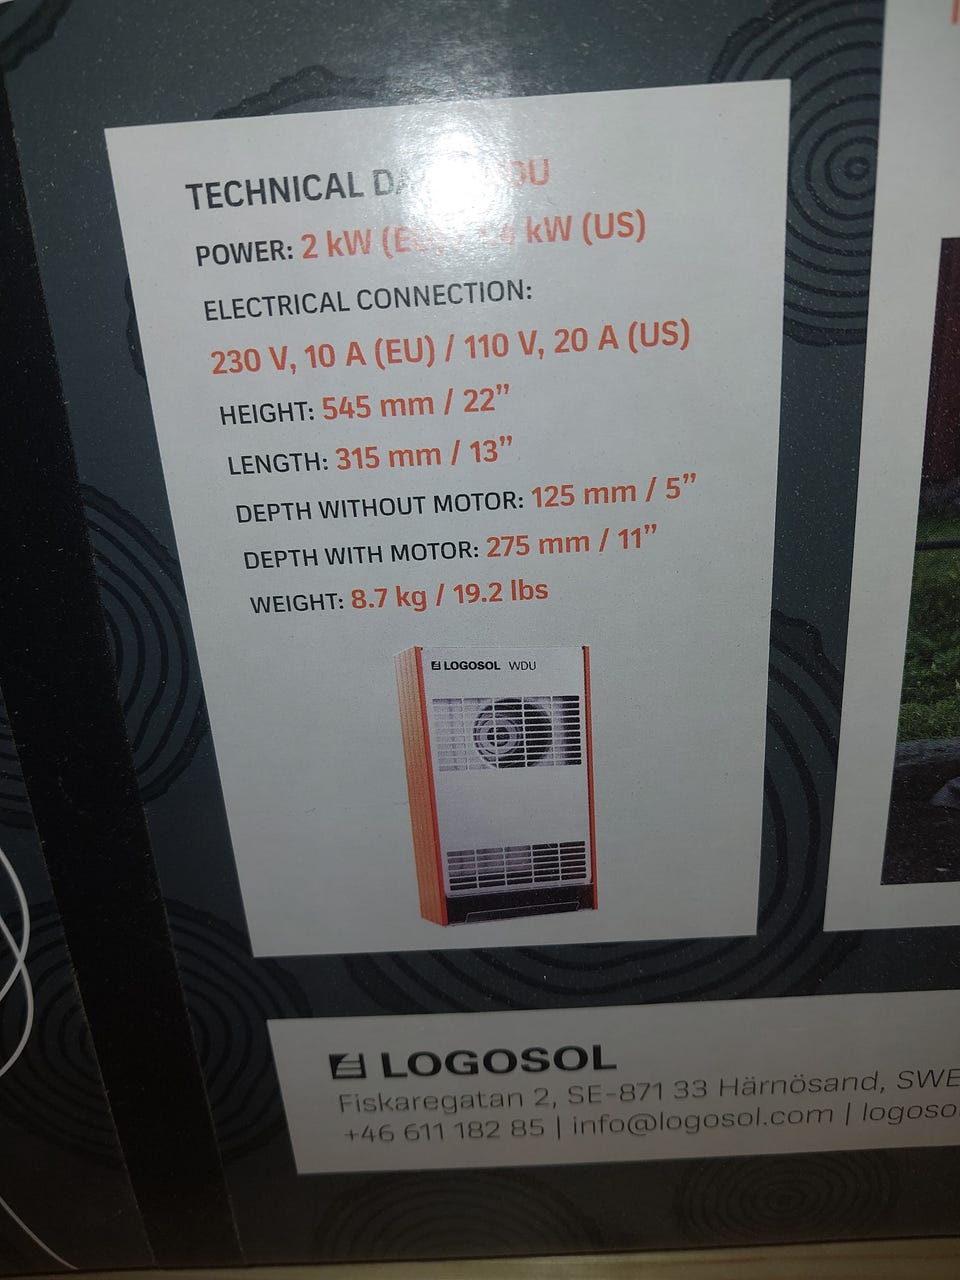 TECHNICAL
POWER: 2 kW kW (US)
ELECTRICAL CONNECTION:
230 V, 10 A (EU) / 110 V, 20 A (US)
HEIGHT: 545 mm / 22”
LENGTH: 315 mm / 13”
DEPTH WITHOUT MOTOR: 125 mm / 5”
DEPTH WITH MOTOR: 275 mm / 11”
WEIGHT: 8.7 kg / 19.2 lbs
LOGOSOL WDU
LOGOSOL
Fiskaregatan 2, SE-871 33 Härnösand, SWE
+46 611 182 85 | info@logosol.com | logoso